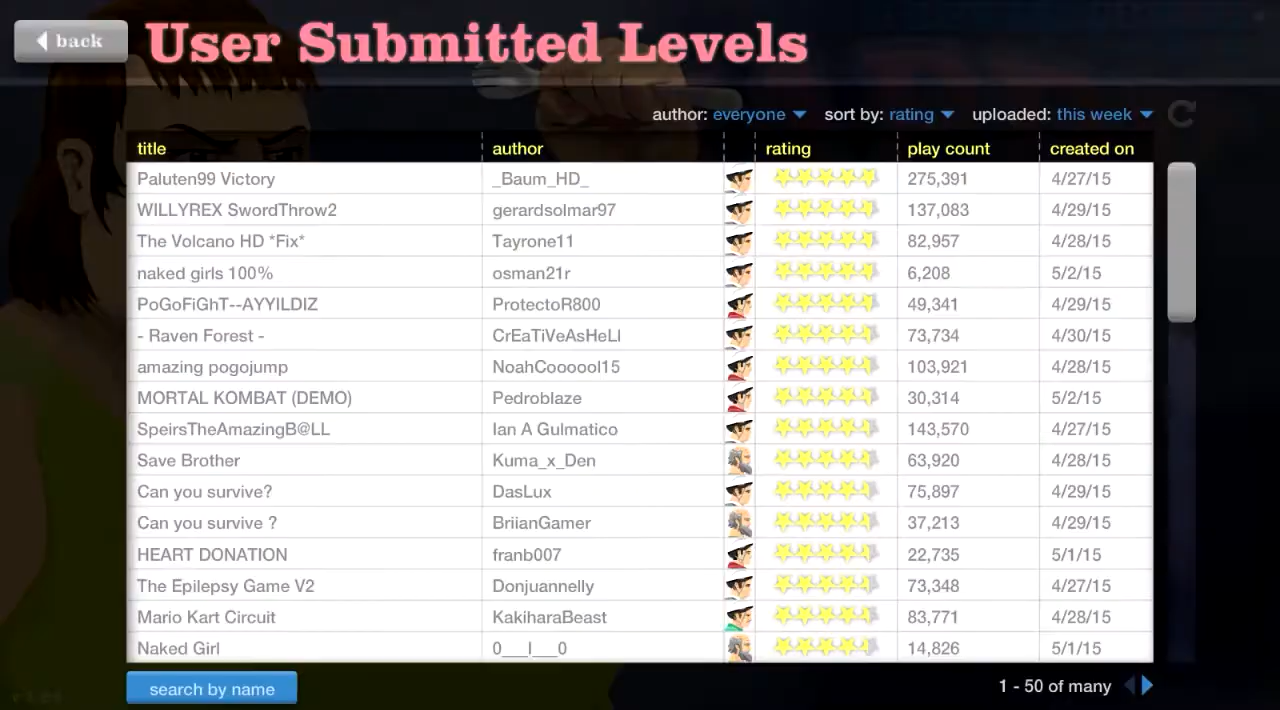 back
User Submitted Levels
author: everyone sort by: rating uploaded: this week
title author rating play count created on
Paluten99 Victory _Baum_HD_ 275,391 4/27/15
WILLYREX SwordThrow2 gerardsolmar97 137,083 4/29/15
The Volcano HD *Fix* Tayrone11 82,957 4/28/15
naked girls 100% osman21r 6,208 5/2/15
PoGoFiGhT--AYYILDIZ ProtectoR800 49,341 4/29/15
- Raven Forest - CrEaTiVeAsHeLl 73,734 4/30/15
amazing pogojump NoahCoooool15 103,921 4/28/15
MORTAL KOMBAT (DEMO) Pedroblaze 30,314 5/2/15
SpeirsTheAmazingB@LL Ian A Gulmatico 143,570 4/27/15
Save Brother Kuma_x_Den 63,920 4/28/15
Can you survive? DasLux 75,897 4/29/15
Can you survive ? BriianGamer 37,213 4/29/15
HEART DONATION franb007 22,735 5/1/15
The Epilepsy Game V2 Donjuannelly 73,348 4/27/15
Mario Kart Circuit KakiharaBeast 83,771 4/28/15
Naked Girl 0___l___0 14,826 5/1/15
search by name 1 - 50 of many